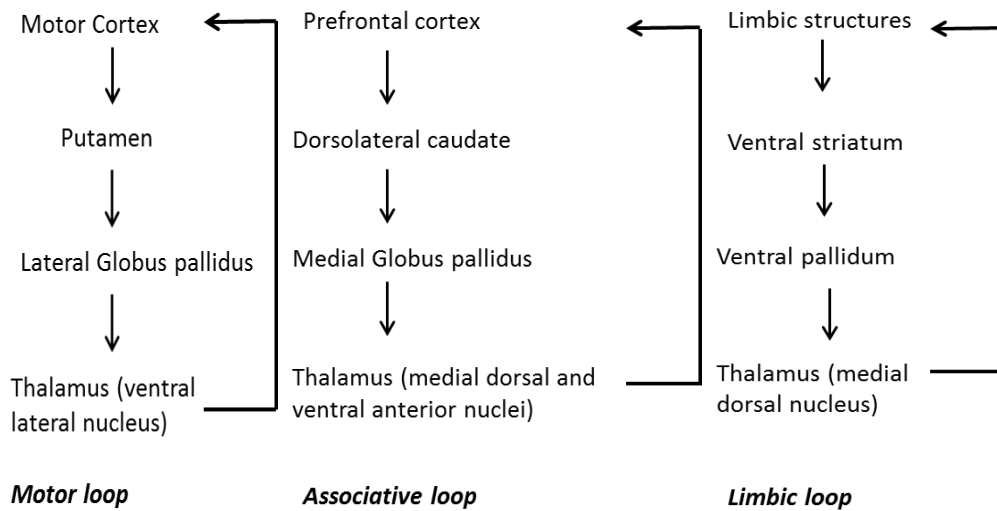 Motor Cortex
Putamen
Lateral Globus pallidus
Thalamus (ventral
lateral nucleus)
Motor loop
Prefrontal cortex
Dorsolateral caudate
Medial Globus pallidus
Thalamus (medial dorsal and
ventral anterior nuclei)
Associative loop
Limbic structures
Ventral striatum
Ventral pallidum
Thalamus (medial
dorsal nucleus)
Limbic loop